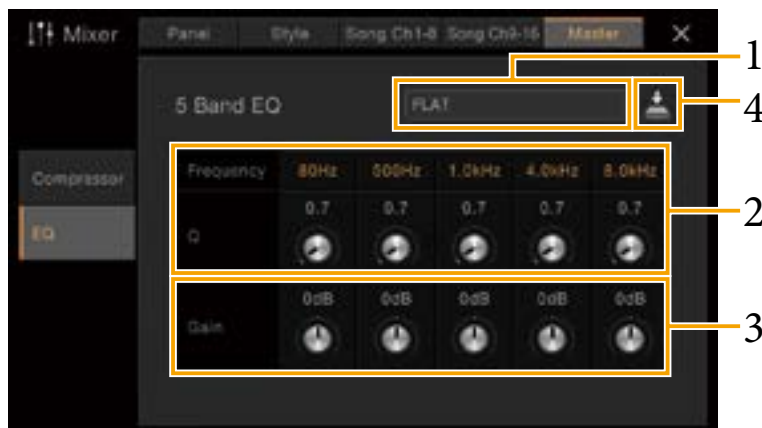 Mixer
Panel Style Song Ch1-8 Song Ch9-16 Master ×
1
5 Band EQ FLAT
4
Compressor
EQ
Frequency 80Hz 500Hz 1.0kHz 4.0kHz 8.0kHz
2
Q 0.7 0.7 0.7 0.7 0.7
Gain 0dB 0dB 0dB 0dB 0dB
3